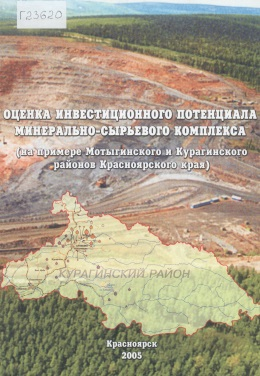 Г23620
ОЦЕНКА ИНВЕСТИЦИОННОГО ПОТЕНЦИАЛА
МИНЕРАЛЬНО-СЫРЬЕВОГО КОМПЛЕКСА
(на примере Мотыгинского и Курагинского
районов Красноярского края)
КУРАГИНСКИЙ РАЙОН
Красноярск
2005